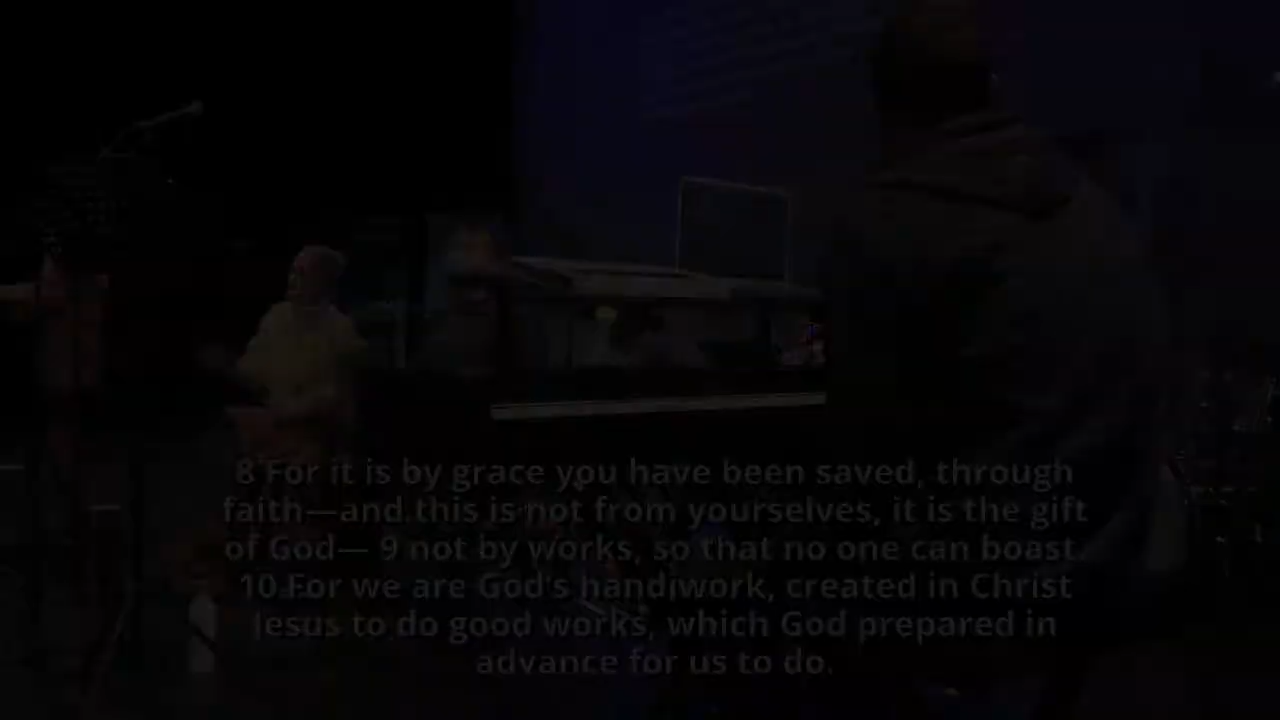 8 For it is by grace you have been saved, through
faith—and this is not from yourselves, it is the gift
of God— 9 not by works, so that no one can boast.
10 For we are God's handiwork, created in Christ
Jesus to do good works, which God prepared in
advance for us to do.